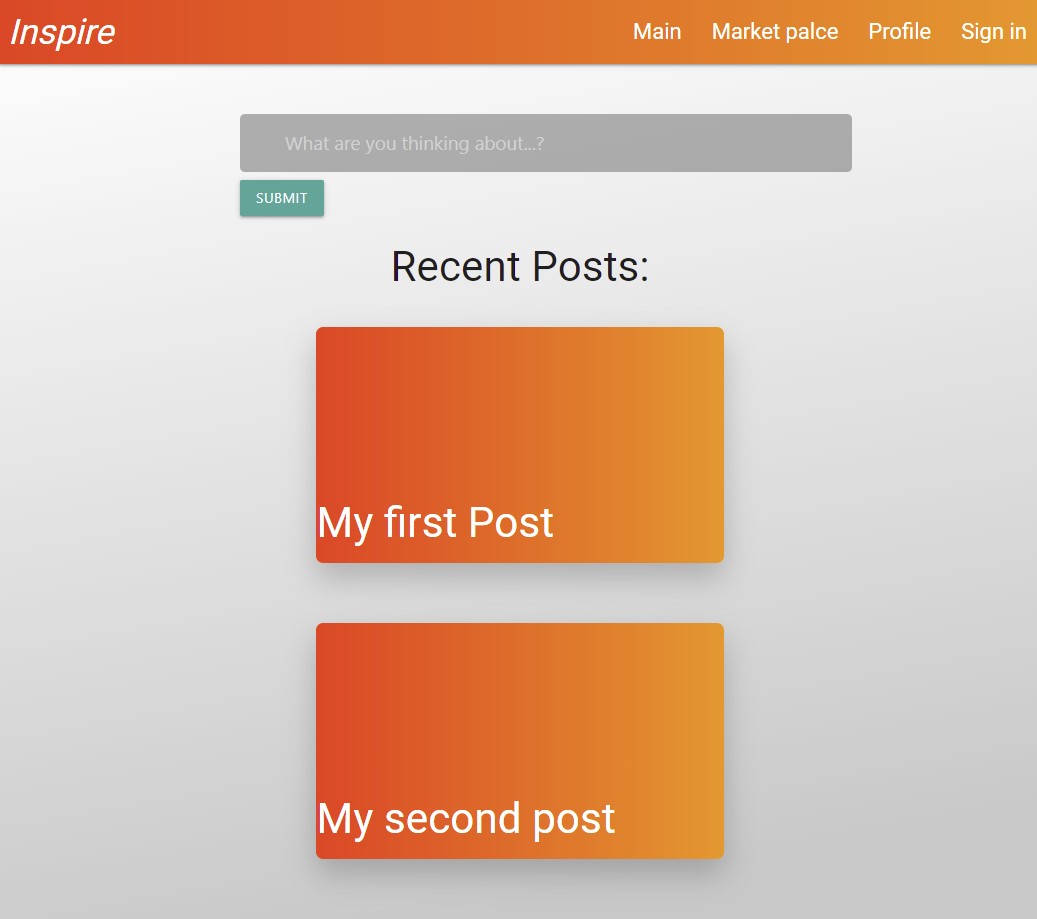 Inspire
Main Market palce Profile Sign in
What are you thinking about...?
SUBMIT
Recent Posts:
My first Post
My second post